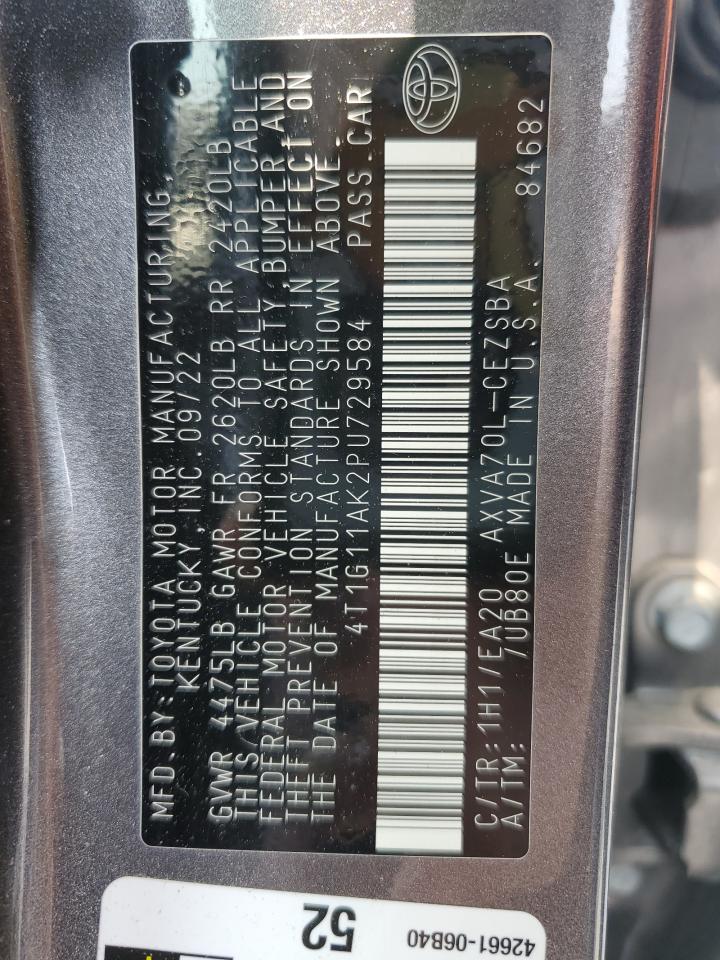 MFD.BY:TOYOTA MOTOR MANUFACTURING
KENTUCKY, INC.09/22
GVWR 4475LB GAWR FR 2620LB RR 2420LB
THIS VEHICLE CONFORMS TO ALL APPLICABLE
FEDERAL MOTOR VEHICLE SAFETY,BUMPER AND
THEFT PREVENTION STANDARDS IN EFFECT ON
THE DATE OF MANUFACTURE SHOWN ABOVE.
4T1G11AK2PU729584 PASS.CAR
C/TR:1H1/EA20 AXVA70L-CEZSBA
A/TM: /UB80E MADE IN U.S.A. 84682
52
42661-06B40